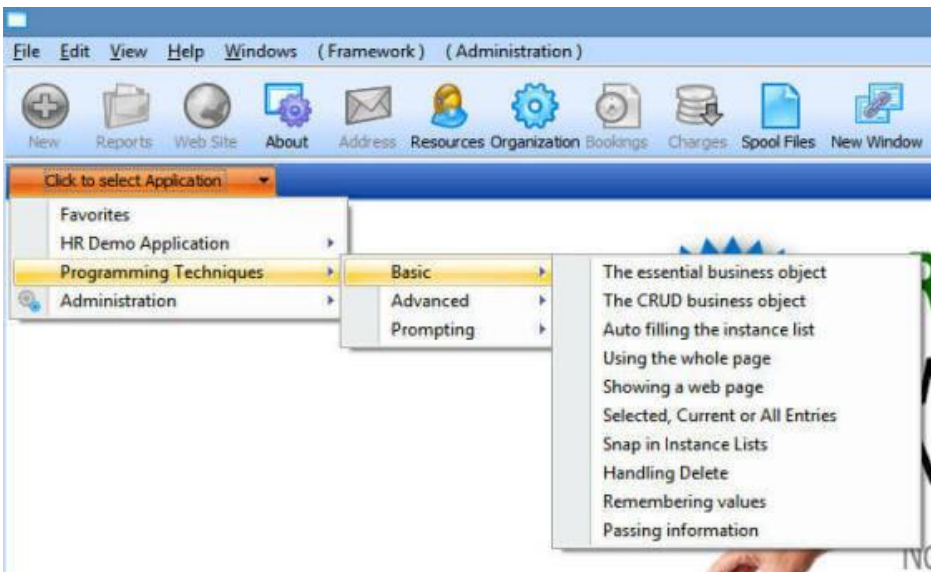 File Edit View Help Windows ( Framework ) ( Administration )
New Reports Web Site About Address Resources Organization Bookings Charges Spool Files New Window
Click to select Application
Favorites
HR Demo Application
Programming Techniques
Administration
Basic
Advanced
Prompting
The essential business object
The CRUD business object
Auto filling the instance list
Using the whole page
Showing a web page
Selected, Current or All Entries
Snap in Instance Lists
Handling Delete
Remembering values
Passing information